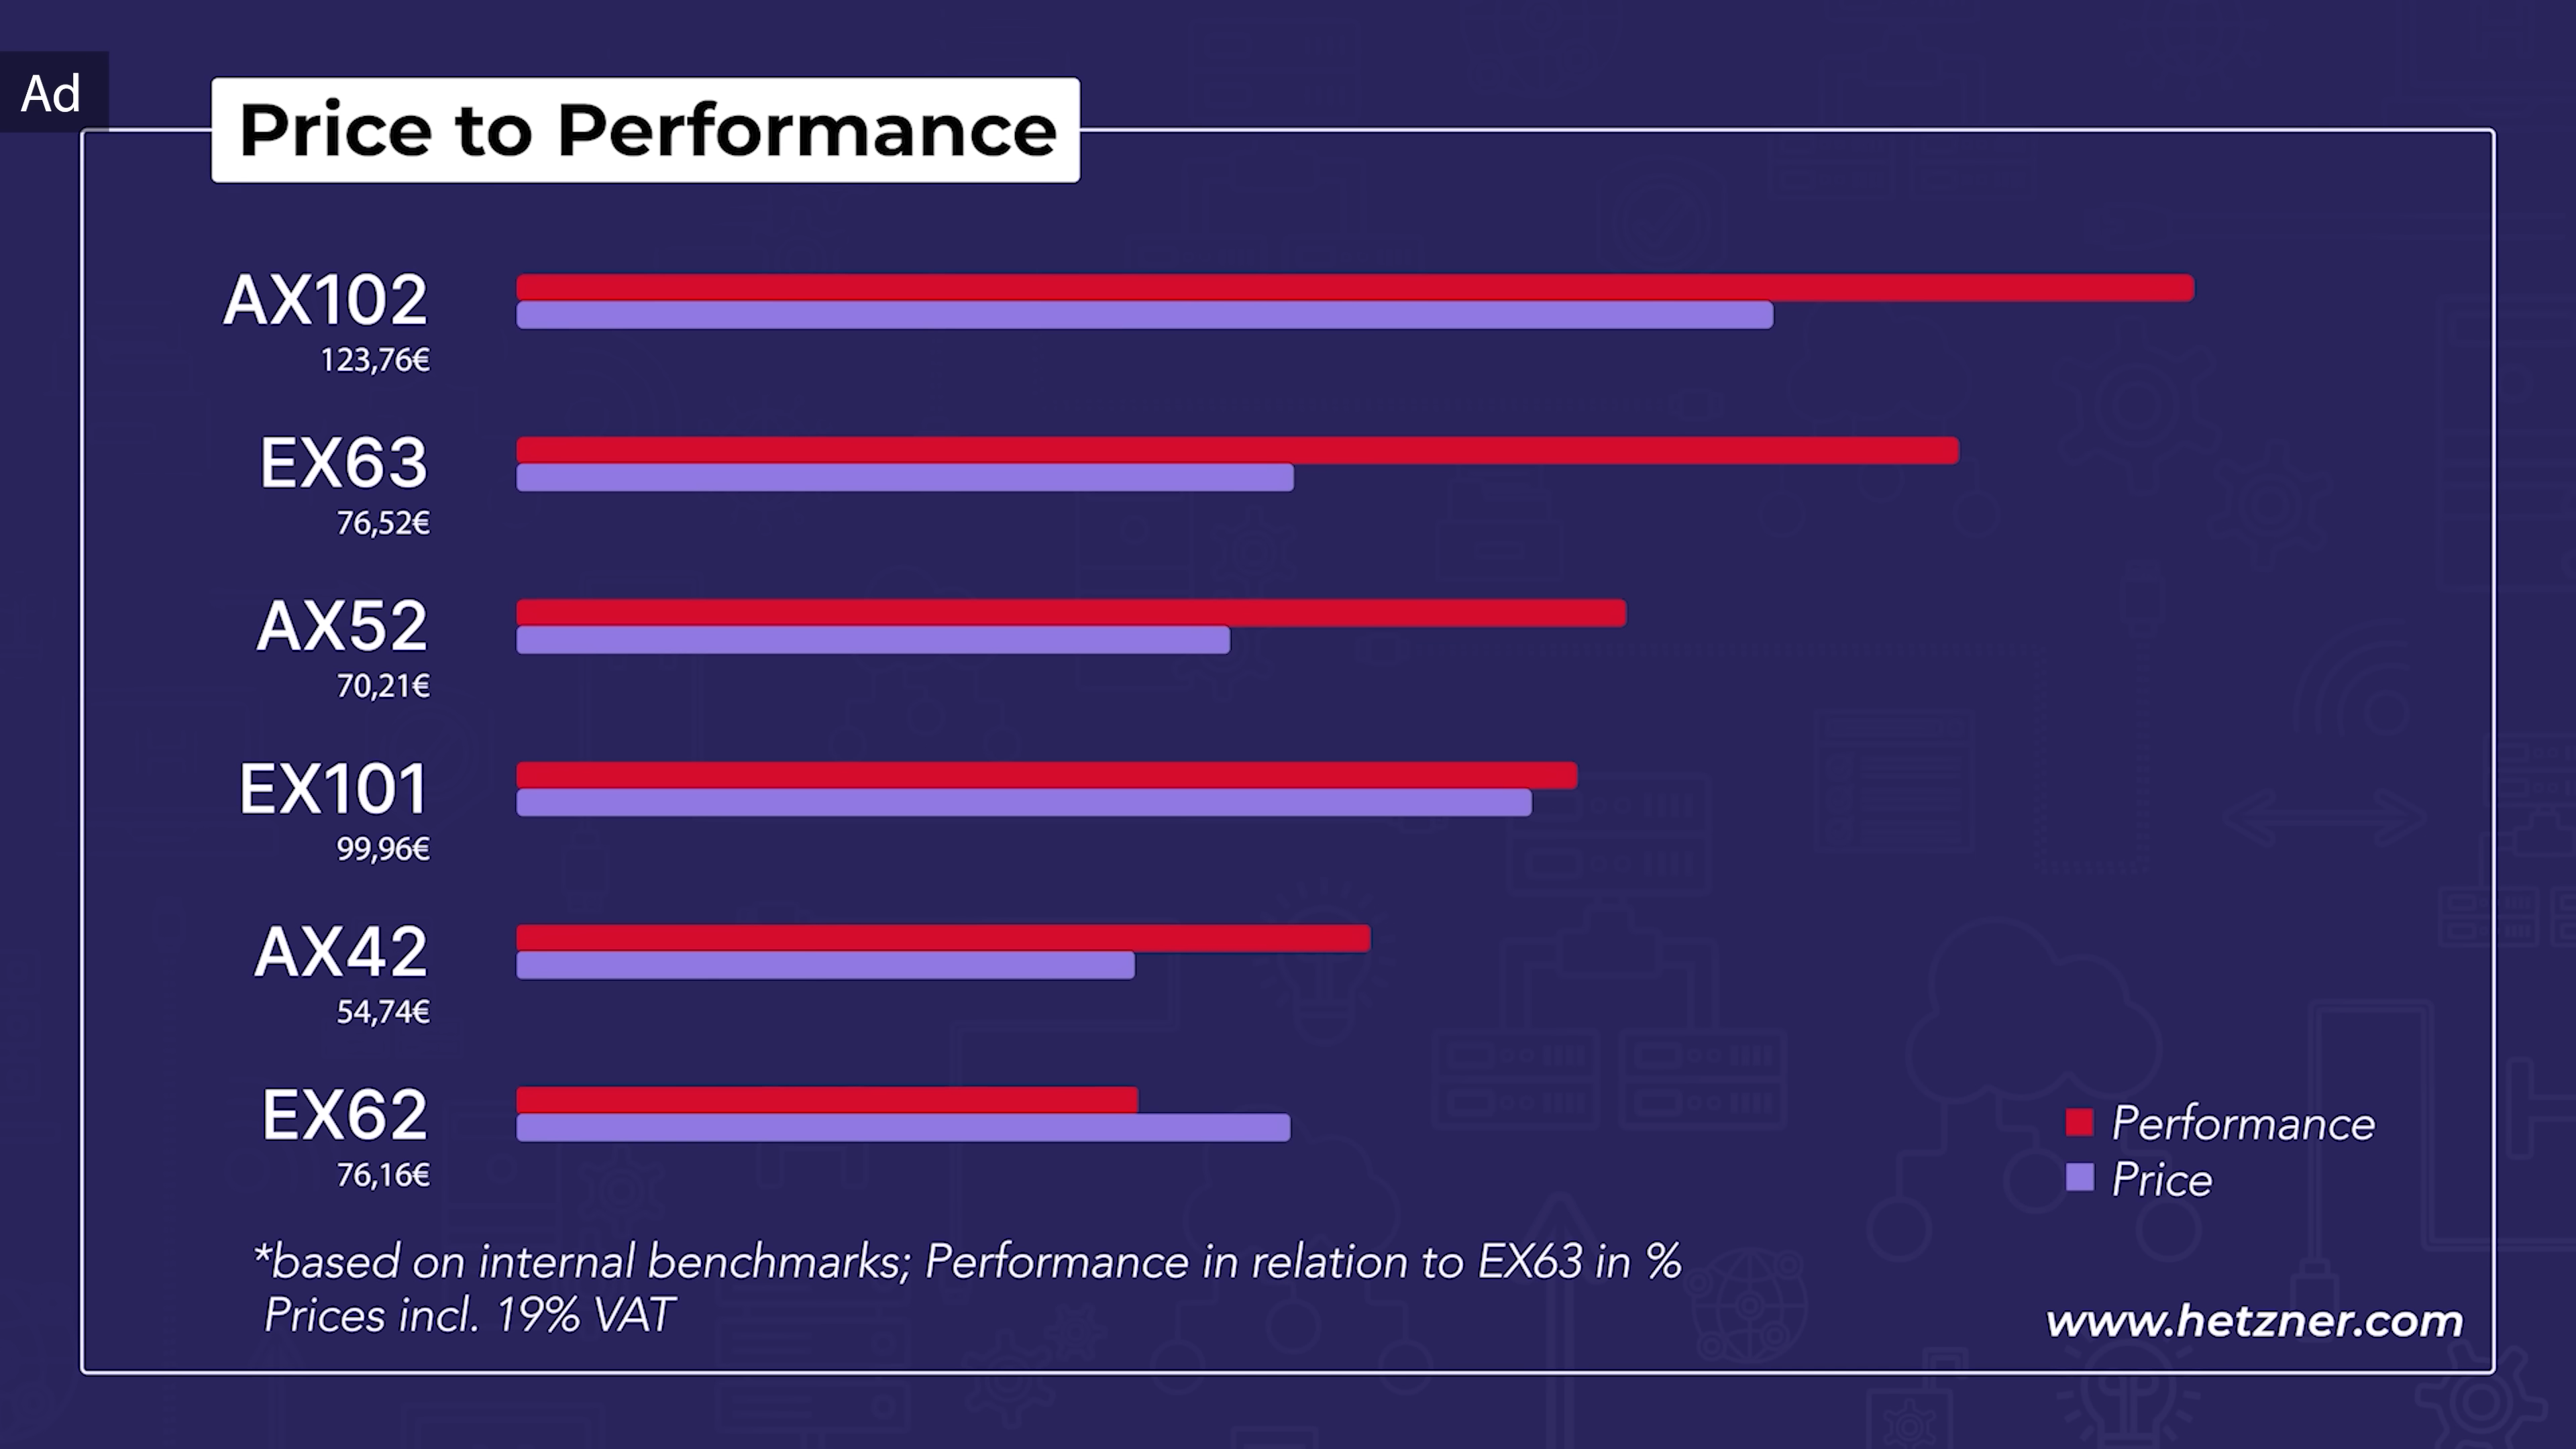 Ad
Price to Performance
AX102
123,76€
EX63
76,52€
AX52
70,21€
EX101
99,96€
AX42
54,74€
EX62
76,16€
Performance
Price
*based on internal benchmarks; Performance in relation to EX63 in %
Prices incl. 19% VAT
www.hetzner.com